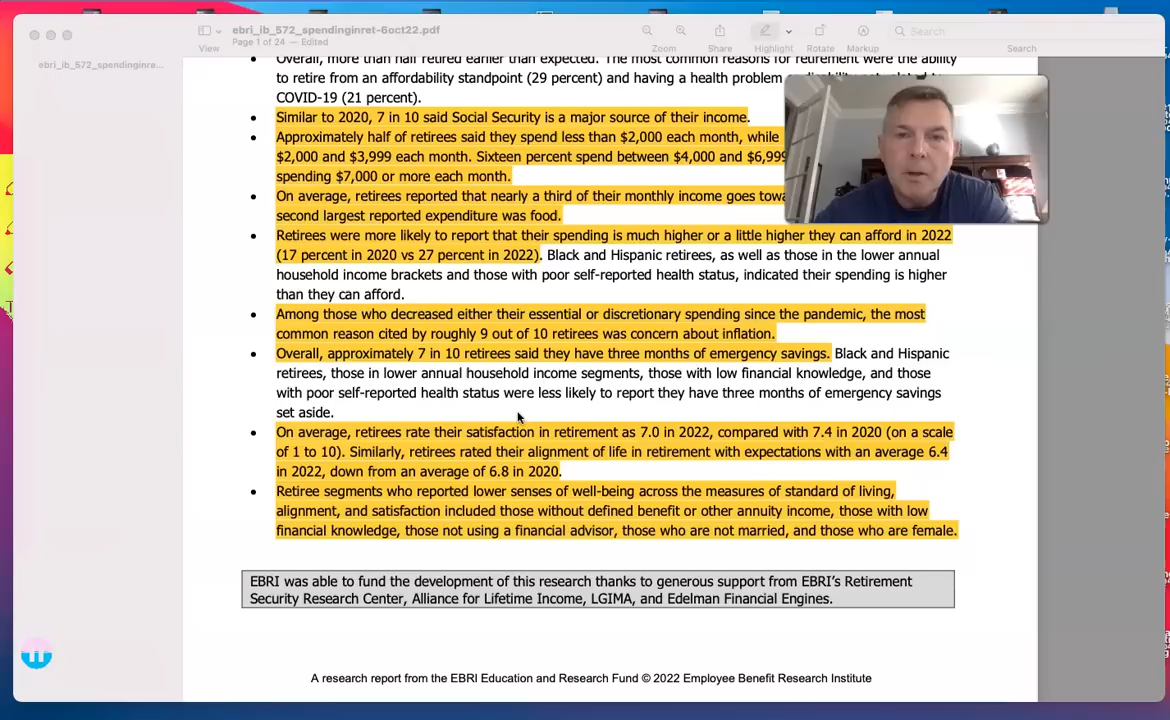 ebri_ib_572_spendinginret-6oct22.pdf
Page 1 of 24 — Edited
View
Zoom
Share
Highlight
Rotate
Markup
Search
Search
ebri_ib_572_spendinginre...
Overall, more than half retired earlier than expected. The most common reasons for retirement were the ability
to retire from an affordability standpoint (29 percent) and having a health problem
COVID-19 (21 percent).
• Similar to 2020, 7 in 10 said Social Security is a major source of their income.
• Approximately half of retirees said they spend less than $2,000 each month, while
$2,000 and $3,999 each month. Sixteen percent spend between $4,000 and $6,999
spending $7,000 or more each month.
• On average, retirees reported that nearly a third of their monthly income goes
second largest reported expenditure was food.
• Retirees were more likely to report that their spending is much higher or a little higher they can afford in 2022
(17 percent in 2020 vs 27 percent in 2022). Black and Hispanic retirees, as well as those in the lower annual
household income brackets and those with poor self-reported health status, indicated their spending is higher
than they can afford.
• Among those who decreased either their essential or discretionary spending since the pandemic, the most
common reason cited by roughly 9 out of 10 retirees was concern about inflation.
• Overall, approximately 7 in 10 retirees said they have three months of emergency savings. Black and Hispanic
retirees, those in lower annual household income segments, those with low financial knowledge, and those
with poor self-reported health status were less likely to report they have three months of emergency savings
set aside.
• On average, retirees rate their satisfaction in retirement as 7.0 in 2022, compared with 7.4 in 2020 (on a scale
of 1 to 10). Similarly, retirees rated their alignment of life in retirement with expectations with an average 6.4
in 2022, down from an average of 6.8 in 2020.
• Retiree segments who reported lower senses of well-being across the measures of standard of living,
alignment, and satisfaction included those without defined benefit or other annuity income, those with low
financial knowledge, those not using a financial advisor, those who are not married, and those who are female.
EBRI was able to fund the development of this research thanks to generous support from EBRI's Retirement
Security Research Center, Alliance for Lifetime Income, LGIMA, and Edelman Financial Engines.
A research report from the EBRI Education and Research Fund © 2022 Employee Benefit Research Institute